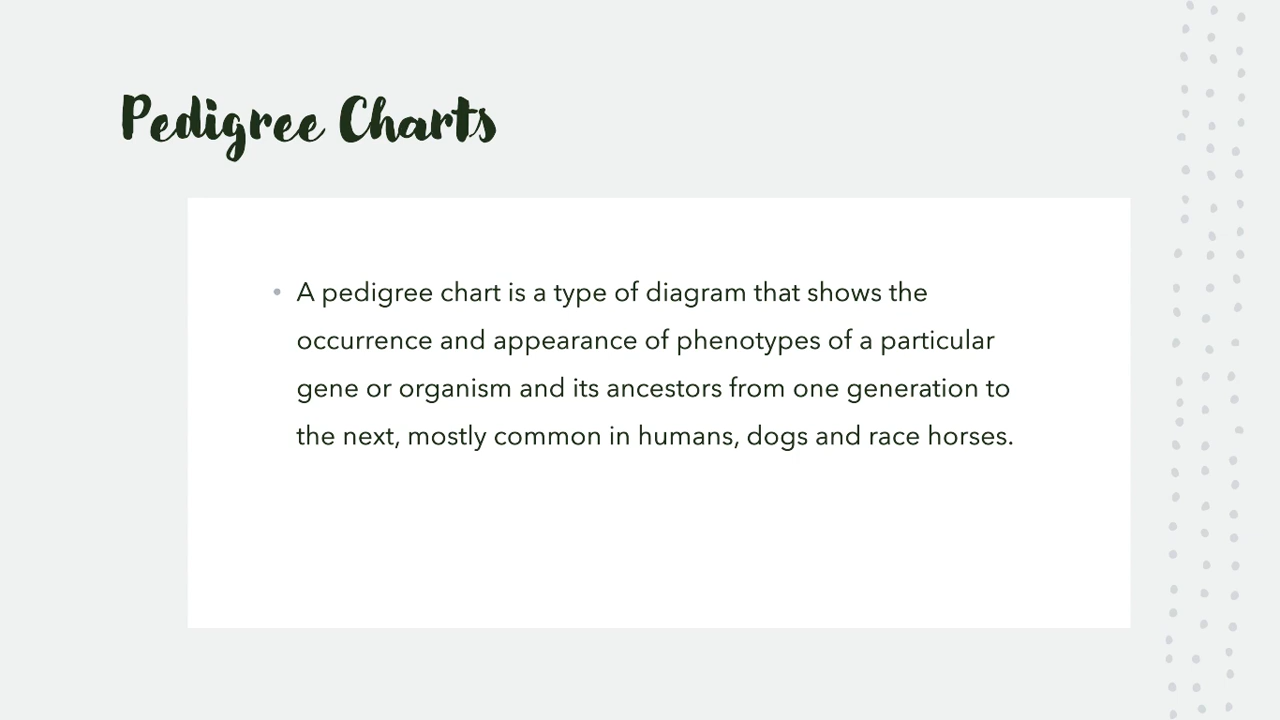 Pedigree Charts
• A pedigree chart is a type of diagram that shows the
occurrence and appearance of phenotypes of a particular
gene or organism and its ancestors from one generation to
the next, mostly common in humans, dogs and race horses.